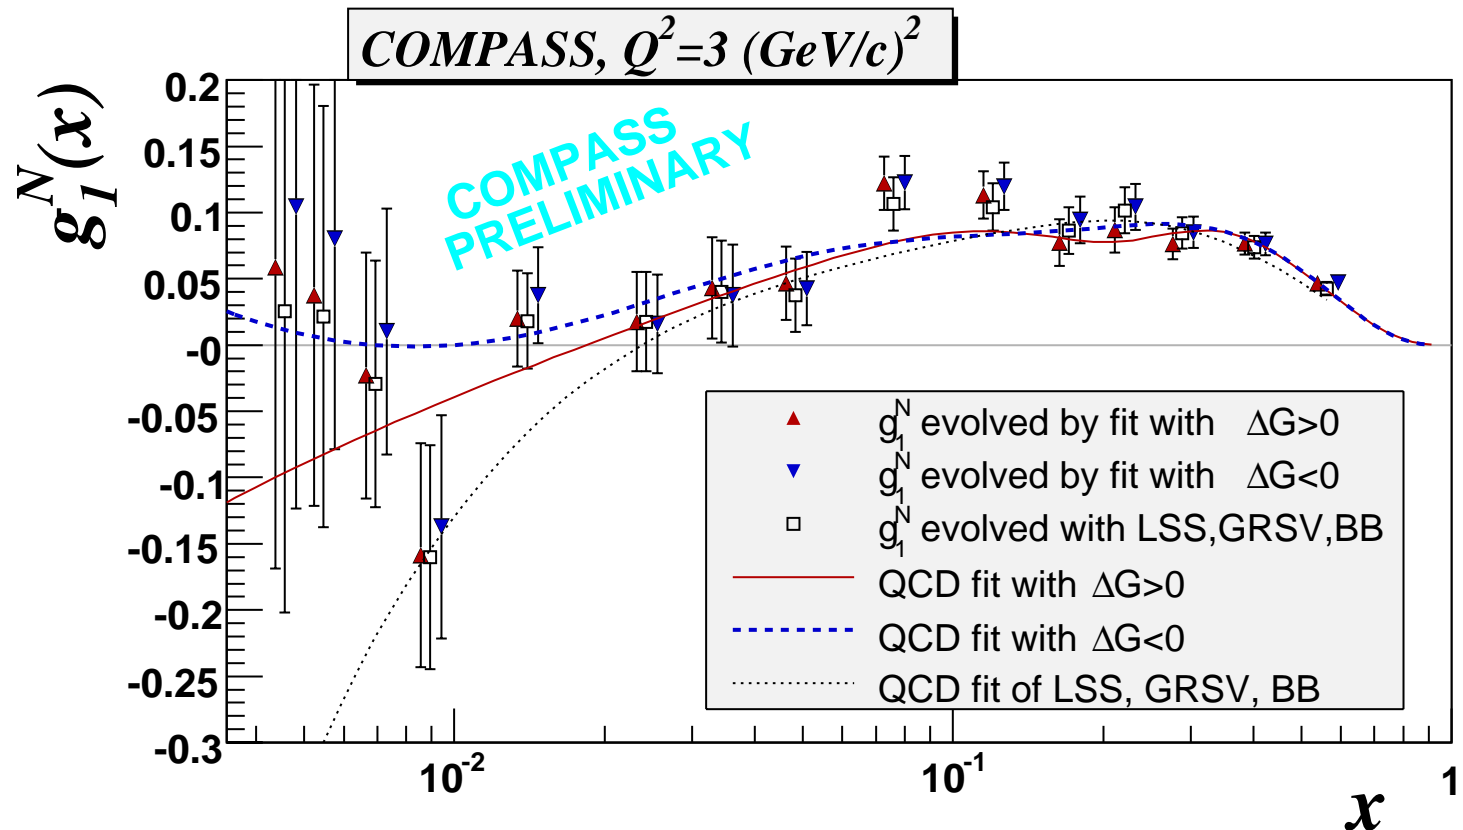 COMPASS, Q²=3 (GeV/c)²
g₁ᴺ(x)
0.2
0.15
0.1
0.05
-0
-0.05
-0.1
-0.15
-0.2
-0.25
-0.3
COMPASS
PRELIMINARY
g₁ᴺ evolved by fit with ΔG>0
g₁ᴺ evolved by fit with ΔG<0
g₁ᴺ evolved with LSS,GRSV,BB
QCD fit with ΔG>0
QCD fit with ΔG<0
QCD fit of LSS, GRSV, BB
10⁻² 10⁻¹ 1
x